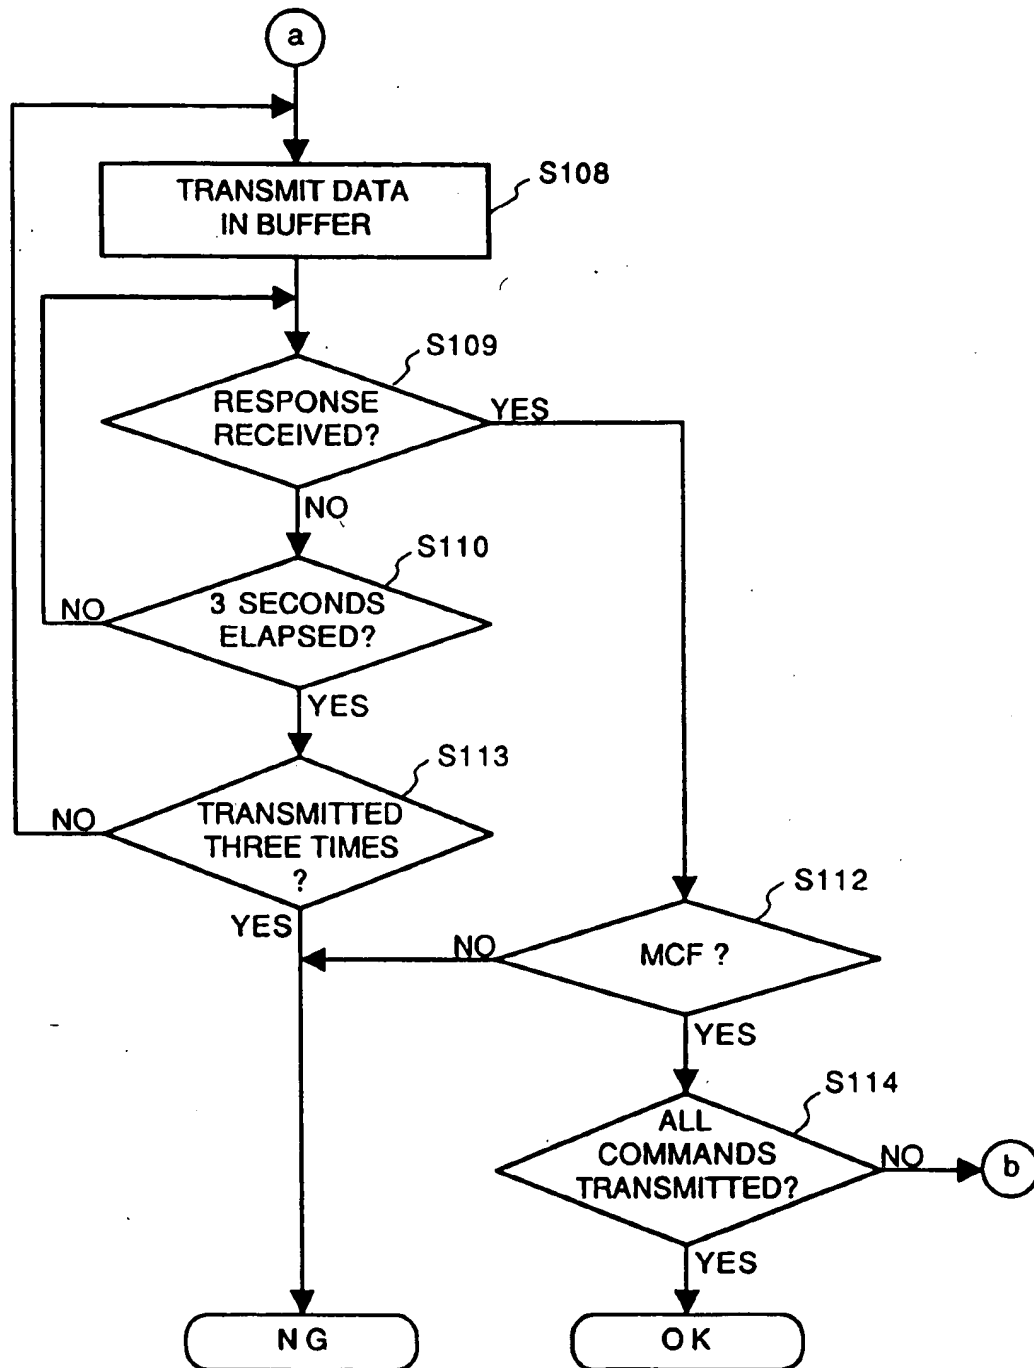 a
TRANSMIT DATA
IN BUFFER
S108
S109
RESPONSE
RECEIVED?
YES
NO
S110
3 SECONDS
ELAPSED?
NO
YES
S113
TRANSMITTED
THREE TIMES
?
NO
YES
S112
MCF ?
NO
YES
S114
ALL
COMMANDS
TRANSMITTED?
NO
b
YES
NG
OK